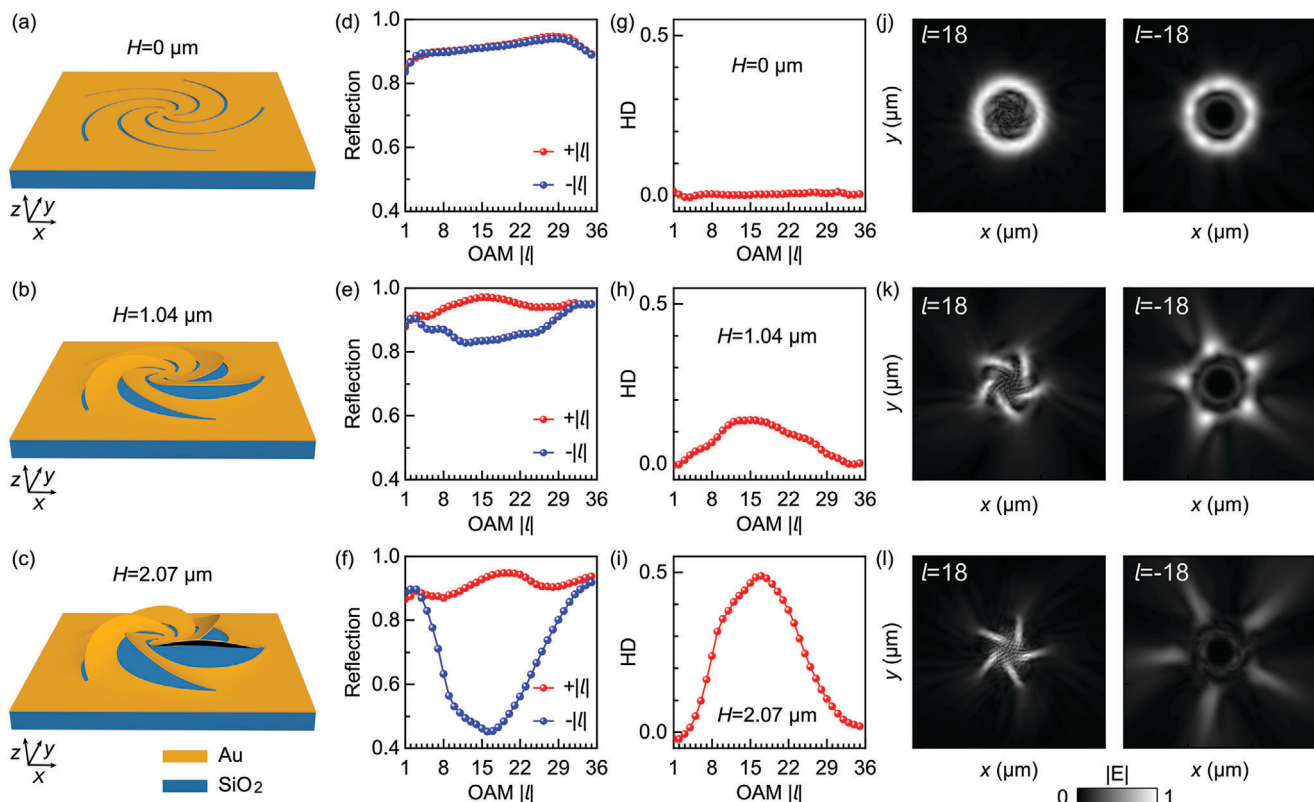 (a)
H=0 μm
z y
x
(d)
1.0
0.8
0.6
0.4
Reflection
+|l|
-|l|
1 8 15 22 29 36
OAM |l|
(g)
0.5
0.0
HD
H=0 μm
1 8 15 22 29 36
OAM |l|
(j)
l=18
l=-18
y (μm)
x (μm)
x (μm)
(b)
H=1.04 μm
z y
x
(e)
1.0
0.8
0.6
0.4
Reflection
+|l|
-|l|
1 8 15 22 29 36
OAM |l|
(h)
0.5
0.0
HD
H=1.04 μm
1 8 15 22 29 36
OAM |l|
(k)
l=18
l=-18
y (μm)
x (μm)
x (μm)
(c)
H=2.07 μm
z y
x
Au
SiO2
(f)
1.0
0.8
0.6
0.4
Reflection
+|l|
-|l|
1 8 15 22 29 36
OAM |l|
(i)
0.5
0.0
HD
H=2.07 μm
1 8 15 22 29 36
OAM |l|
(l)
l=18
l=-18
y (μm)
x (μm)
x (μm)
|E|
0 1